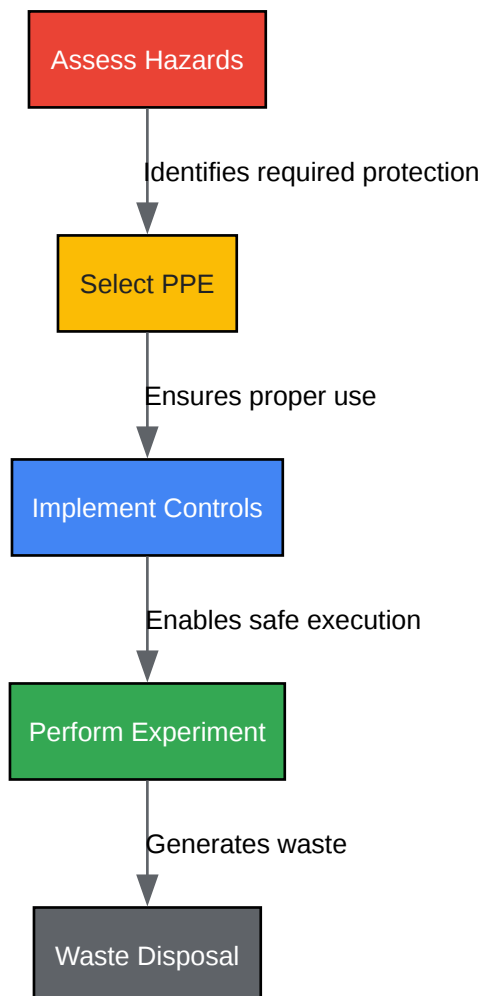 Assess Hazards
Identifies required protection
Select PPE
Ensures proper use
Implement Controls
Enables safe execution
Perform Experiment
Generates waste
Waste Disposal